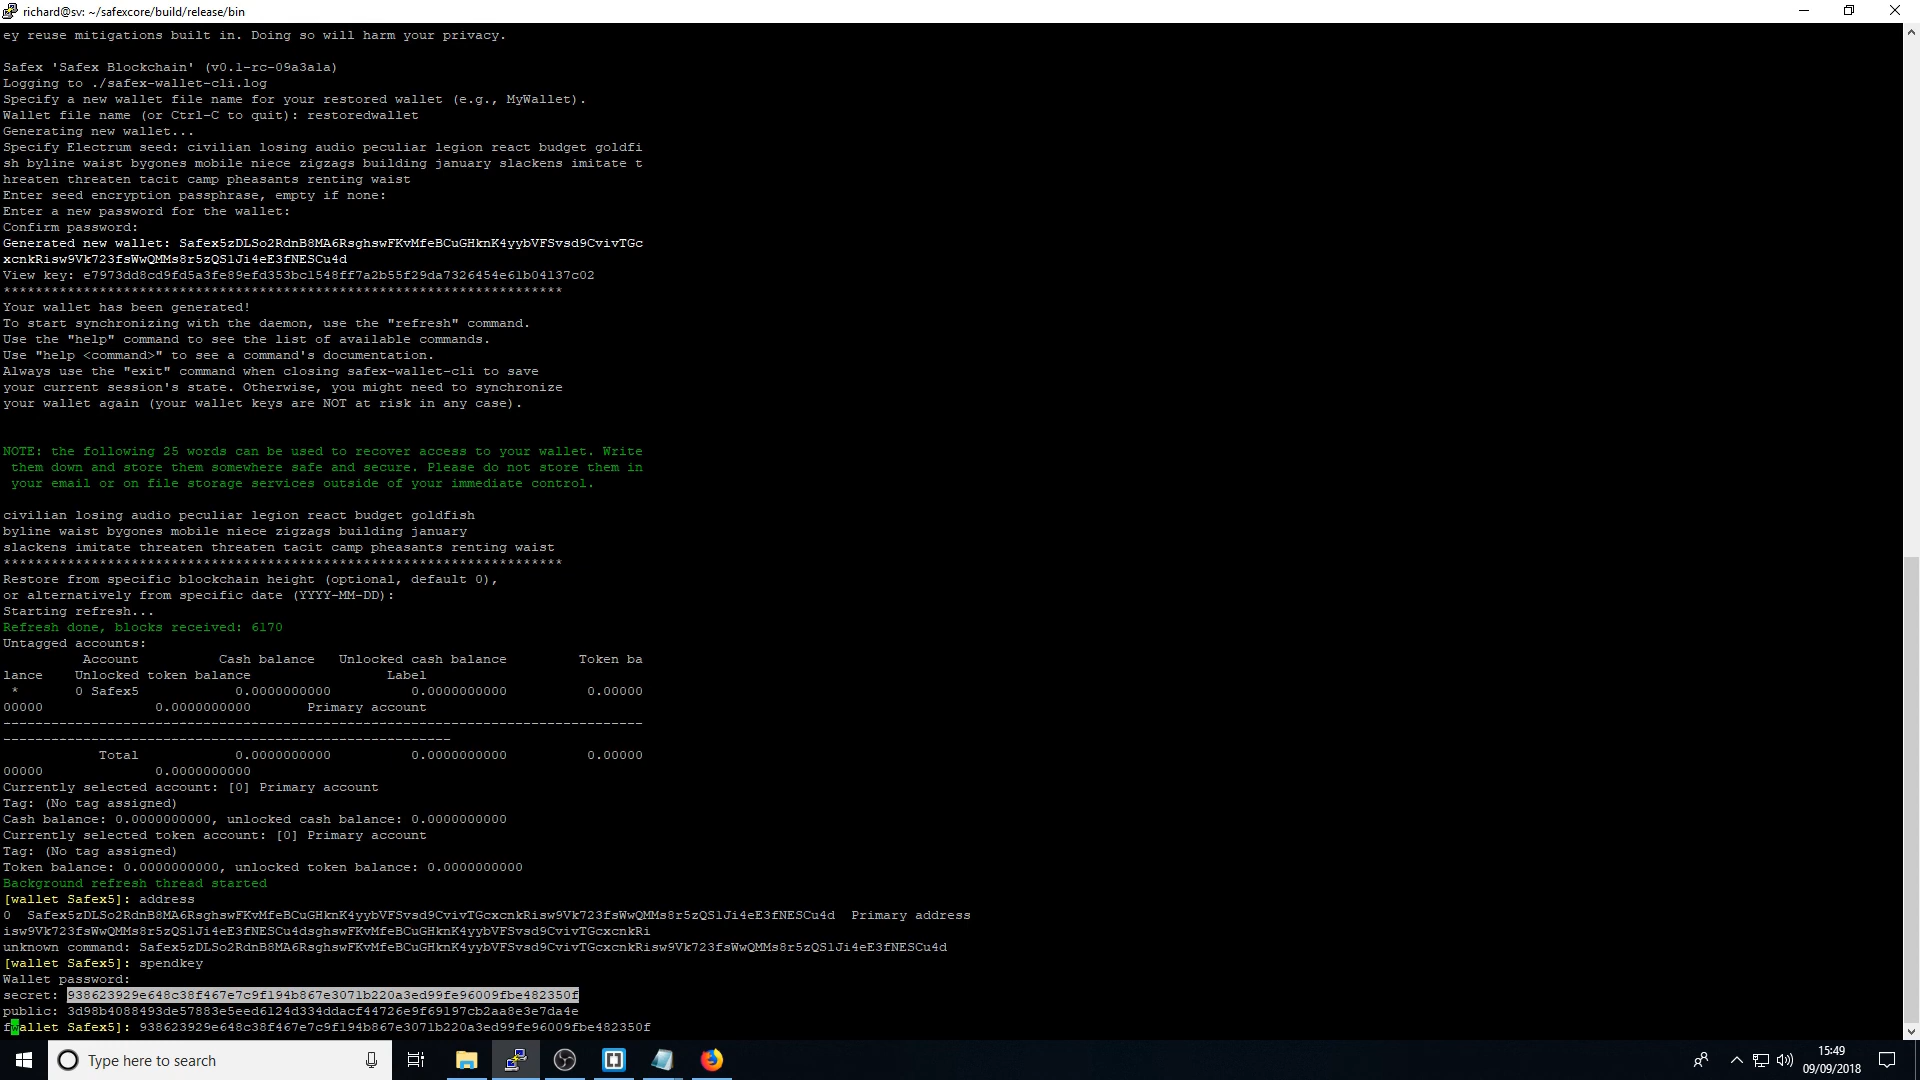 richard@sv: ~/safexcore/build/release/bin
ey reuse mitigations built in. Doing so will harm your privacy.
Safex 'Safex Blockchain' (v0.1-rc-09a3a1a)
Logging to ./safex-wallet-cli.log
Specify a new wallet file name for your restored wallet (e.g., MyWallet).
Wallet file name (or Ctrl-C to quit): restoredwallet
Generating new wallet...
Specify Electrum seed: civilian losing audio peculiar legion react budget goldfi
sh byline waist bygones mobile niece zigzags building january slackens imitate t
hreaten threaten tacit camp pheasants renting waist
Enter seed encryption passphrase, empty if none:
Enter a new password for the wallet:
Confirm password:
Generated new wallet: Safex5zDLSo2RdnB8MA6RsghswFKvMfeBCuGHknK4yybVFSvsd9CvivTGc
xcnkRisw9Vk723fsWwQMMs8r5zQS1Ji4eE3fNESCu4d
View key: e7973dd8cd9fd5a3fe89efd353bc1548ff7a2b55f29da7326454e61b04137c02
**********************************************************************
Your wallet has been generated!
To start synchronizing with the daemon, use the "refresh" command.
Use the "help" command to see the list of available commands.
Use "help <command>" to see a command's documentation.
Always use the "exit" command when closing safex-wallet-cli to save
your current session's state. Otherwise, you might need to synchronize
your wallet again (your wallet keys are NOT at risk in any case).
NOTE: the following 25 words can be used to recover access to your wallet. Write
them down and store them somewhere safe and secure. Please do not store them in
your email or on file storage services outside of your immediate control.
civilian losing audio peculiar legion react budget goldfish
byline waist bygones mobile niece zigzags building january
slackens imitate threaten threaten tacit camp pheasants renting waist
**********************************************************************
Restore from specific blockchain height (optional, default 0),
or alternatively from specific date (YYYY-MM-DD):
Starting refresh...
Refresh done, blocks received: 6170
Untagged accounts:
Account Cash balance Unlocked cash balance Token ba
lance Unlocked token balance Label
* 0 Safex5 0.0000000000 0.0000000000 0.00000
00000 0.0000000000 Primary account
--------------------------------------------------------------------------------
--------------------------------------------------------
Total 0.0000000000 0.0000000000 0.00000
00000 0.0000000000
Currently selected account: [0] Primary account
Tag: (No tag assigned)
Cash balance: 0.0000000000, unlocked cash balance: 0.0000000000
Currently selected token account: [0] Primary account
Tag: (No tag assigned)
Token balance: 0.0000000000, unlocked token balance: 0.0000000000
Background refresh thread started
[wallet Safex5]: address
0 Safex5zDLSo2RdnB8MA6RsghswFKvMfeBCuGHknK4yybVFSvsd9CvivTGcxcnkRisw9Vk723fsWwQMMs8r5zQS1Ji4eE3fNESCu4d Primary address
isw9Vk723fsWwQMMs8r5zQS1Ji4eE3fNESCu4dsghswFKvMfeBCuGHknK4yybVFSvsd9CvivTGcxcnkRi
unknown command: Safex5zDLSo2RdnB8MA6RsghswFKvMfeBCuGHknK4yybVFSvsd9CvivTGcxcnkRisw9Vk723fsWwQMMs8r5zQS1Ji4eE3fNESCu4d
[wallet Safex5]: spendkey
Wallet password:
secret: 938623929e648c38f467e7c9f194b867e3071b220a3ed99fe96009fbe482350f
public: 3d98b4088493de57883e5eed6124d334ddacf44726e9f69197cb2aa8e3e7da4e
fwallet Safex5]: 938623929e648c38f467e7c9f194b867e3071b220a3ed99fe96009fbe482350f
Type here to search
15:49
09/09/2018